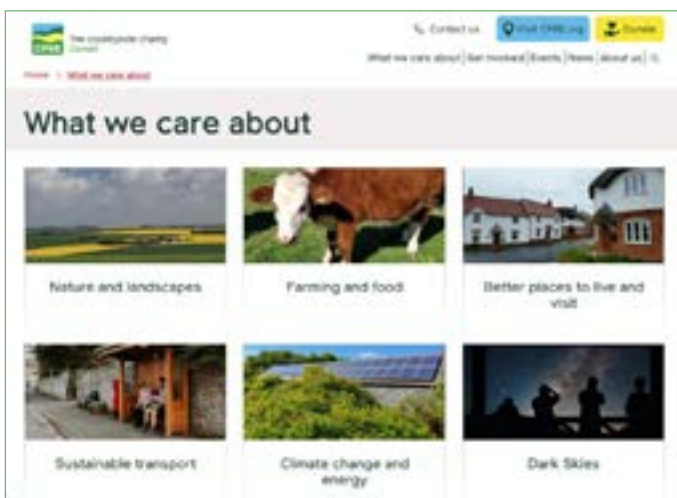 CPRE
The countryside charity
Contact us
Visit CPRE.org
Donate
What we care about
Get involved
Events
News
About us
Home > What we care about
What we care about
Nature and landscapes
Farming and food
Better places to live and
visit
Sustainable transport
Climate change and
energy
Dark Skies